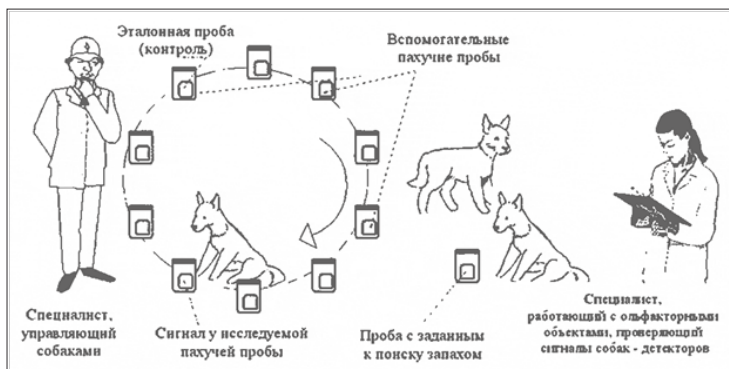 Эталонная проба
(контроль)
Вспомогательные
пахучие пробы
Специалист,
управляющий
собаками
Сигнал у исследуемой
пахучей пробы
Проба с заданным
к поиску запахом
Специалист,
работающий с ольфакторными
объектами, проверяющий
сигналы собак - детекторов